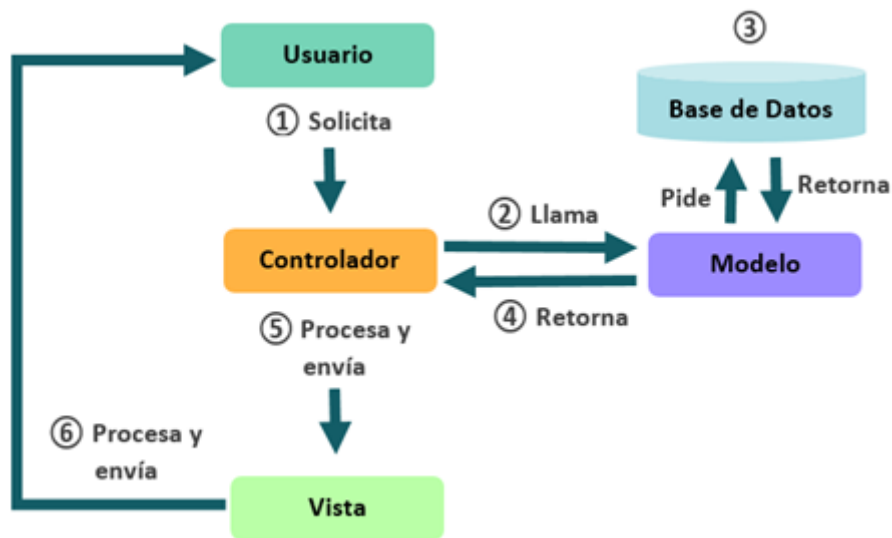 Usuario
① Solicita
③
Base de Datos
Pide
Retorna
② Llama
Controlador
Modelo
④ Retorna
⑤ Procesa y
envía
⑥ Procesa y
envía
Vista